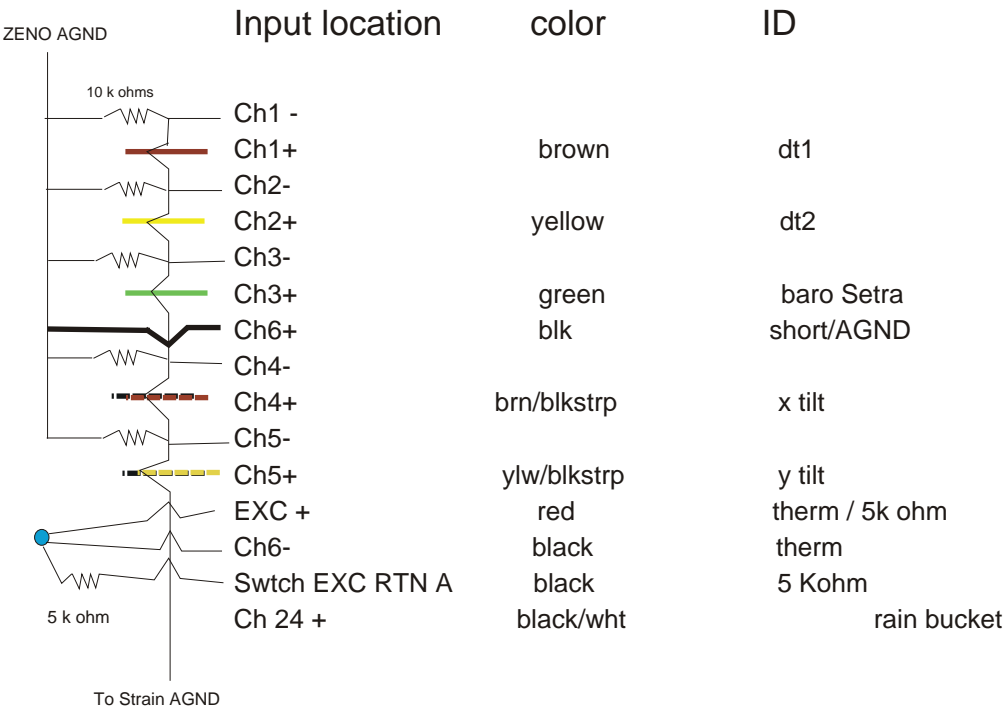 Input location color ID
ZENO AGND
10 k ohms
Ch1 -
Ch1+ brown dt1
Ch2-
Ch2+ yellow dt2
Ch3-
Ch3+ green baro Setra
Ch6+ blk short/AGND
Ch4-
Ch4+ brn/blkstrp x tilt
Ch5-
Ch5+ ylw/blkstrp y tilt
EXC + red therm / 5k ohm
Ch6- black therm
Swtch EXC RTN A black 5 Kohm
5 k ohm Ch 24 + black/wht rain bucket
To Strain AGND